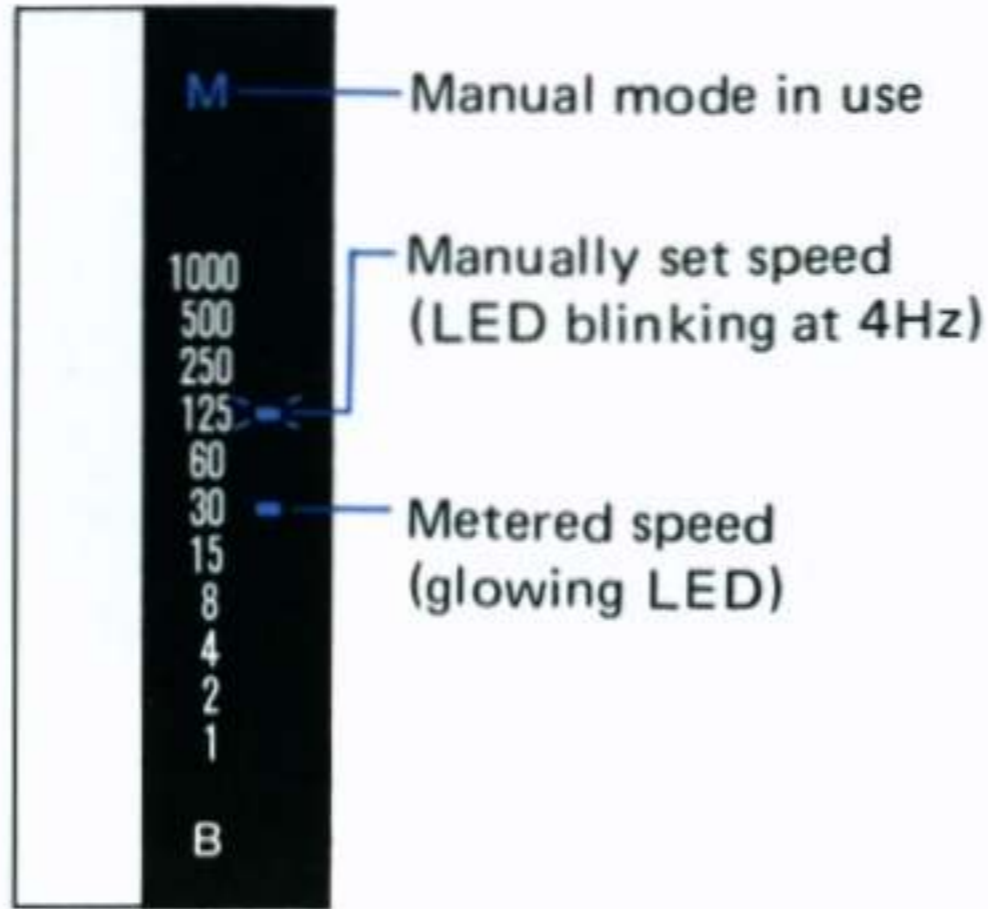 M
Manual mode in use
1000
Manually set speed
(LED blinking at 4Hz)
500
250
125
60
30
Metered speed
(glowing LED)
15
8
4
2
1
B